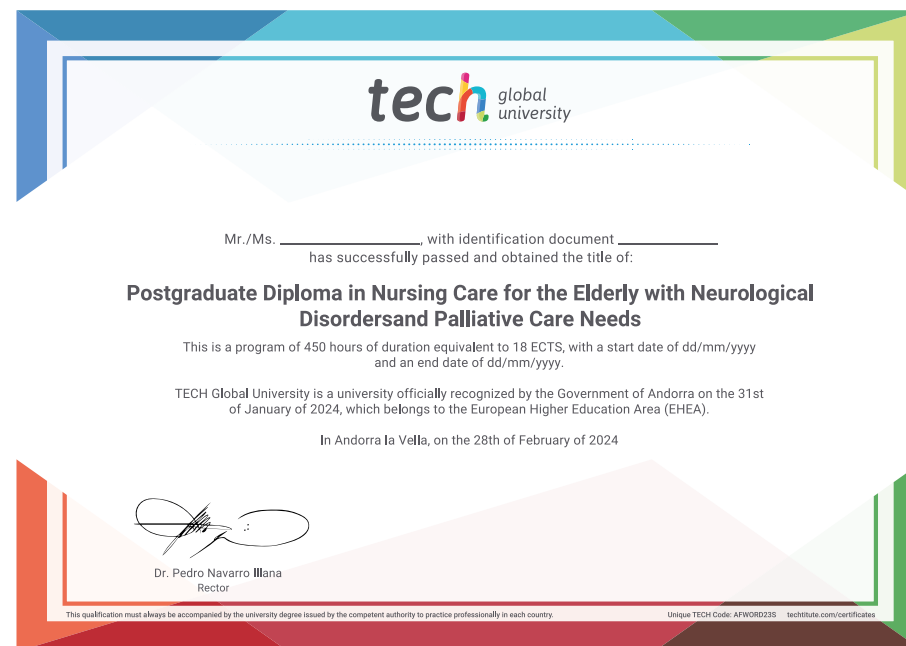 tech global
university
Mr./Ms. ____________, with identification document ____________
has successfully passed and obtained the title of:
Postgraduate Diploma in Nursing Care for the Elderly with Neurological
Disordersand Palliative Care Needs
This is a program of 450 hours of duration equivalent to 18 ECTS, with a start date of dd/mm/yyyy
and an end date of dd/mm/yyyy.
TECH Global University is a university officially recognized by the Government of Andorra on the 31st
of January of 2024, which belongs to the European Higher Education Area (EHEA).
In Andorra la Vella, on the 28th of February of 2024
Dr. Pedro Navarro Illana
Rector
This qualification must always be accompanied by the university degree issued by the competent authority to practice professionally in each country.
Unique TECH Code: AFWORD23S techtitute.com/certificates